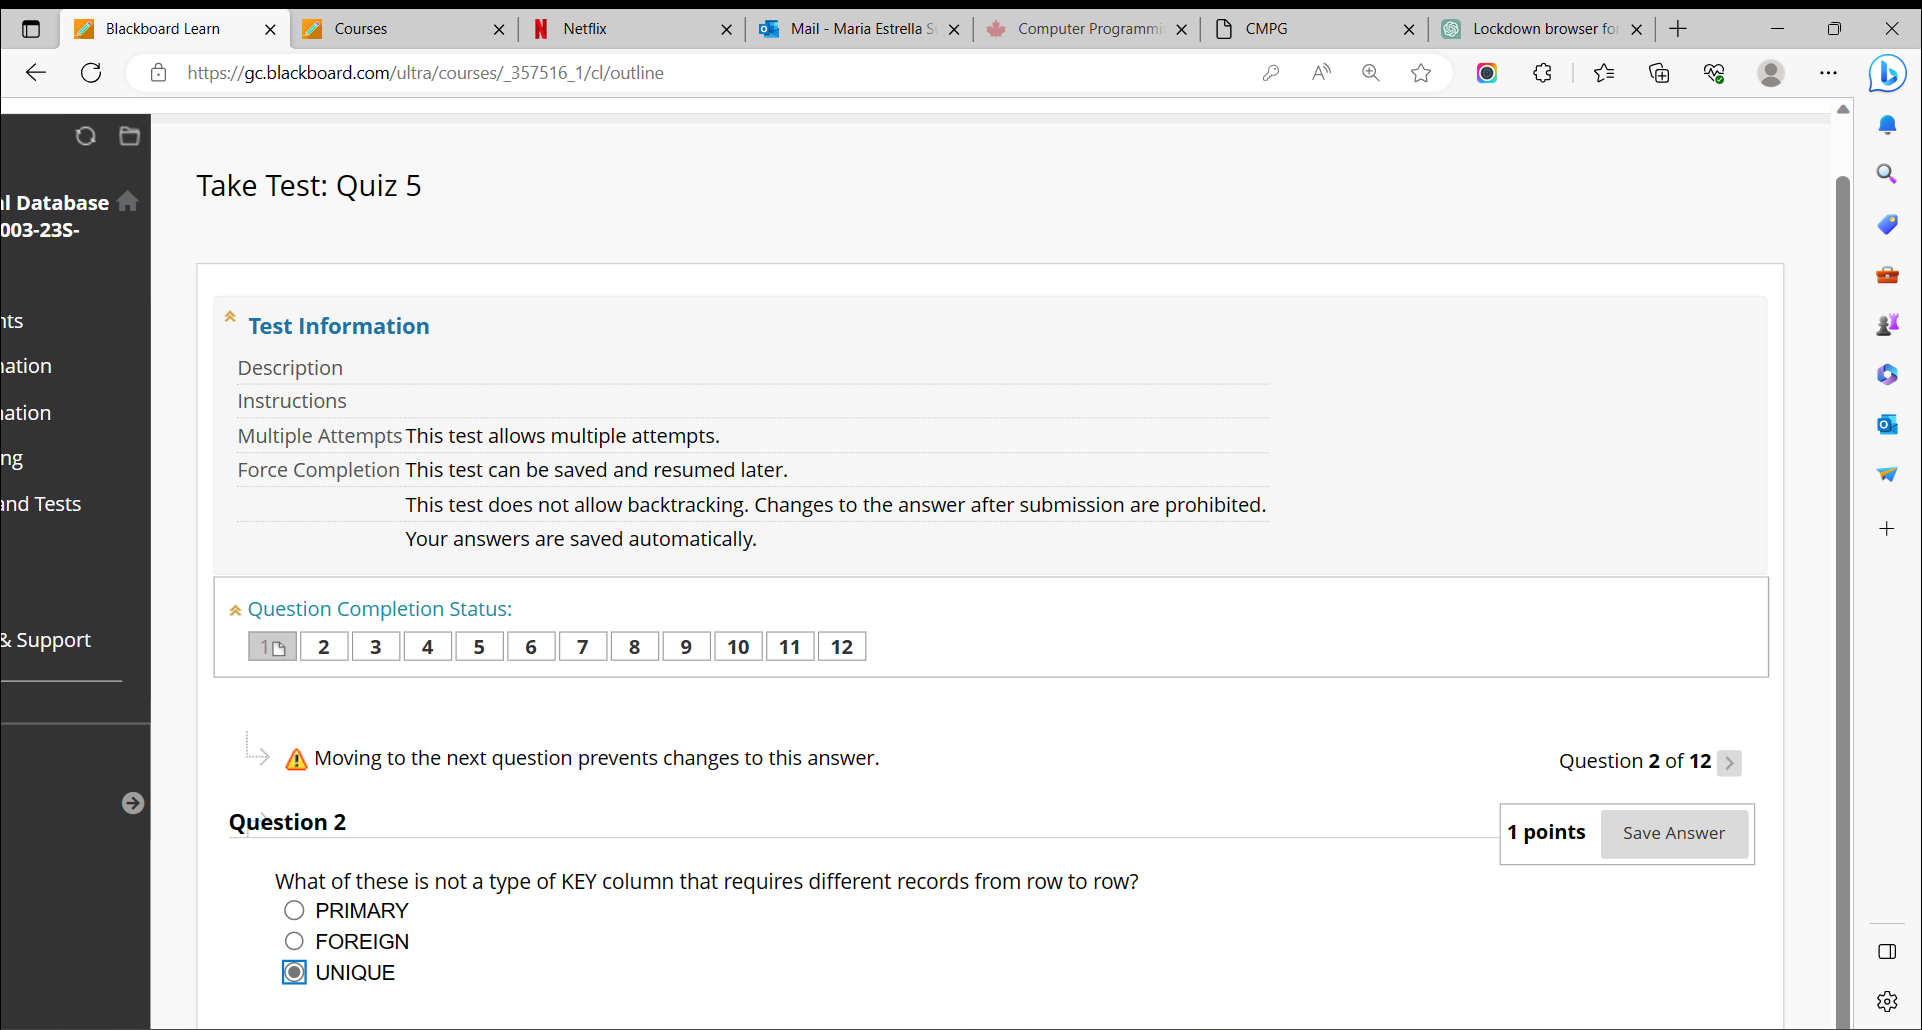 Blackboard Learn
Courses
Netflix
Mail - Maria Estrella S
Computer Programmi
CMPG
Lockdown browser for
https://gc.blackboard.com/ultra/courses/_357516_1/cl/outline
al Database
003-23S-
nts
nation
nation
ng
and Tests
& Support
Take Test: Quiz 5
Test Information
Description
Instructions
Multiple Attempts This test allows multiple attempts.
Force Completion This test can be saved and resumed later.
This test does not allow backtracking. Changes to the answer after submission are prohibited.
Your answers are saved automatically.
Question Completion Status:
1 2 3 4 5 6 7 8 9 10 11 12
Moving to the next question prevents changes to this answer.
Question 2 of 12
Question 2
1 points
Save Answer
What of these is not a type of KEY column that requires different records from row to row?
PRIMARY
FOREIGN
UNIQUE